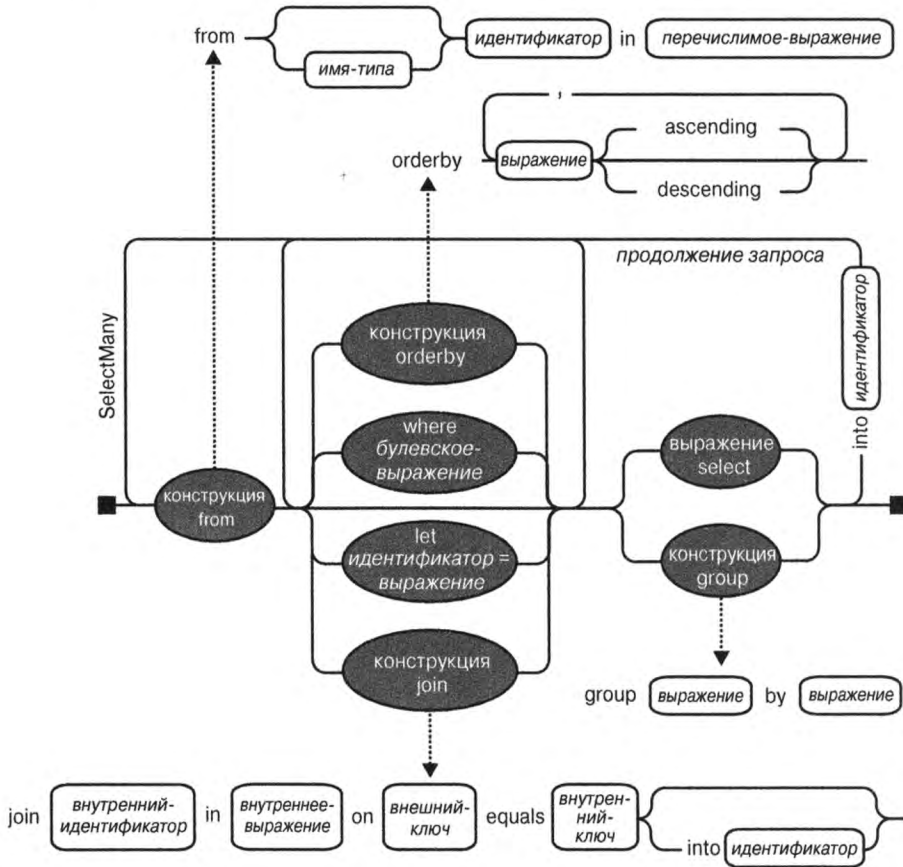 from
имя-типа
идентификатор in перечислимое-выражение
,
orderby
выражение
ascending
descending
продолжение запроса
SelectMany
into идентификатор
конструкция
orderby
where
булевское-
выражение
конструкция
from
let
идентификатор =
выражение
конструкция
join
выражение
select
конструкция
group
group выражение by выражение
join внутренний-
идентификатор in внутреннее-
выражение on внешний-
ключ equals внутрен-
ний-
ключ
into идентификатор